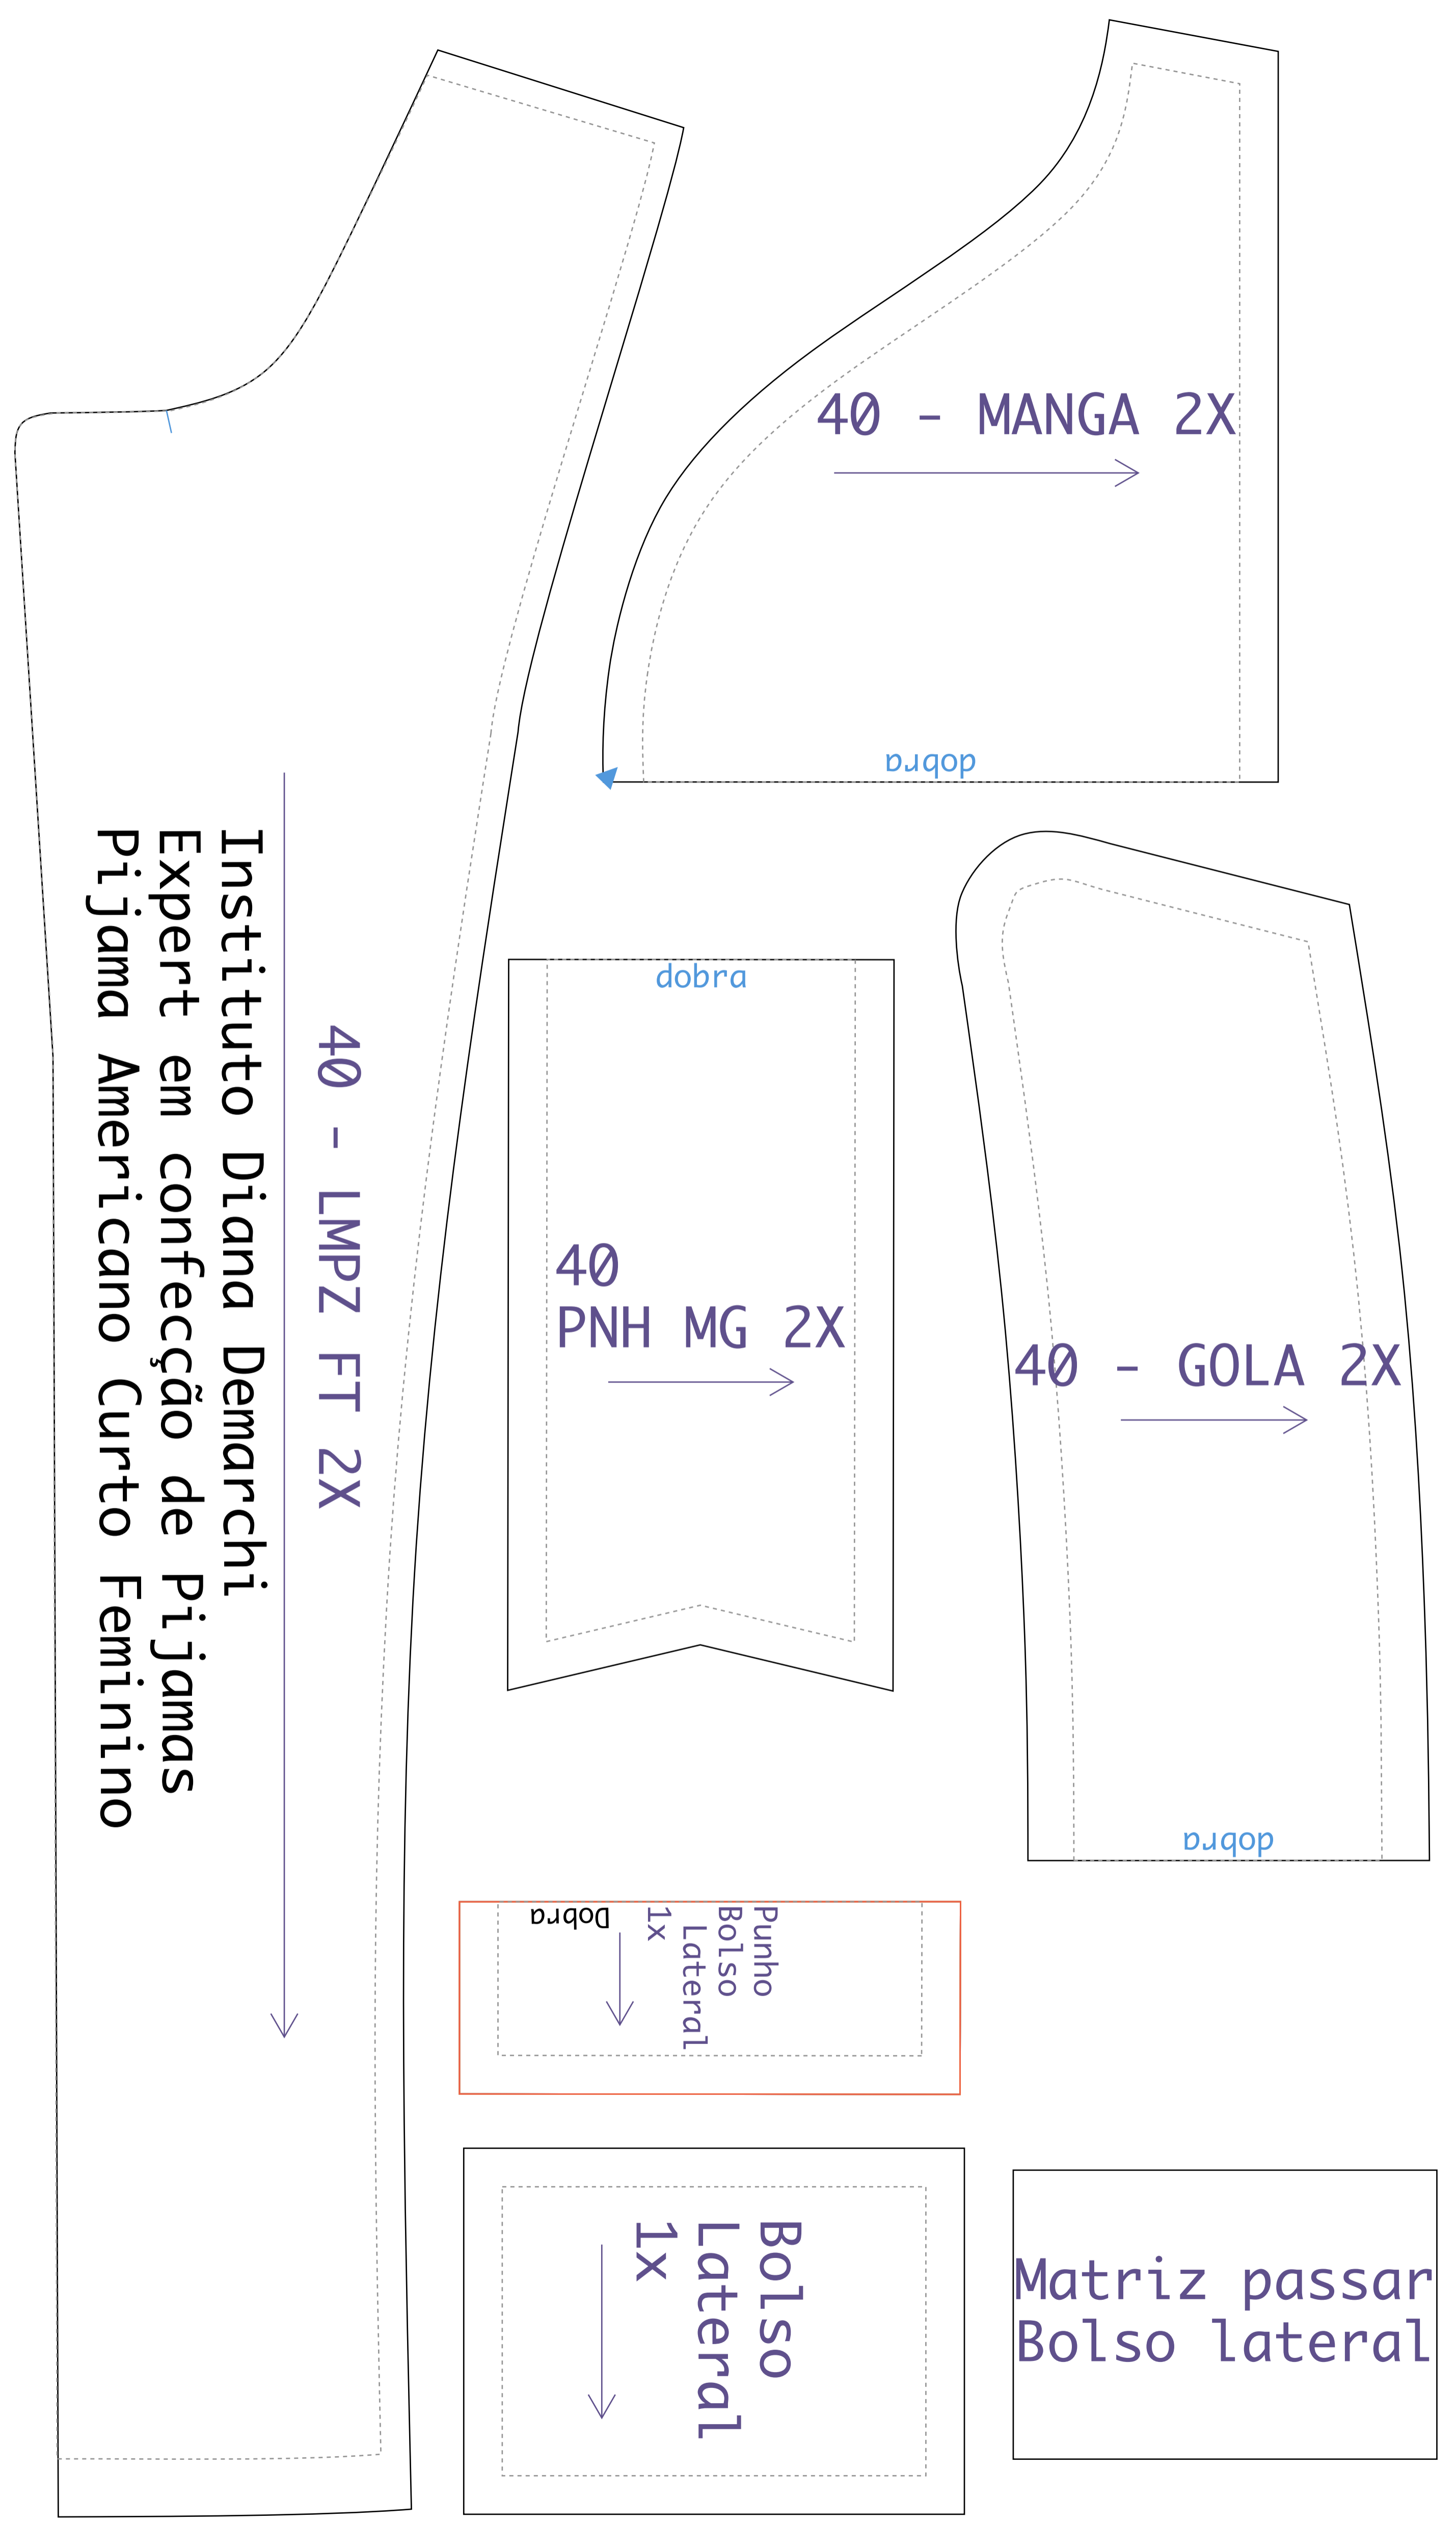 40 - MANGA 2X
dobra
Instituto Diana Demarchi
Expert em confecção de Pijamas
Pijama Americano Curto Feminino
40 - LMPZ FT 2X
dobra
40
PNH MG 2X
40 - GOLA 2X
dobra
Dobra
Punho
Bolso
Lateral
1x
Bolso
Lateral
1x
Matriz passar
Bolso lateral